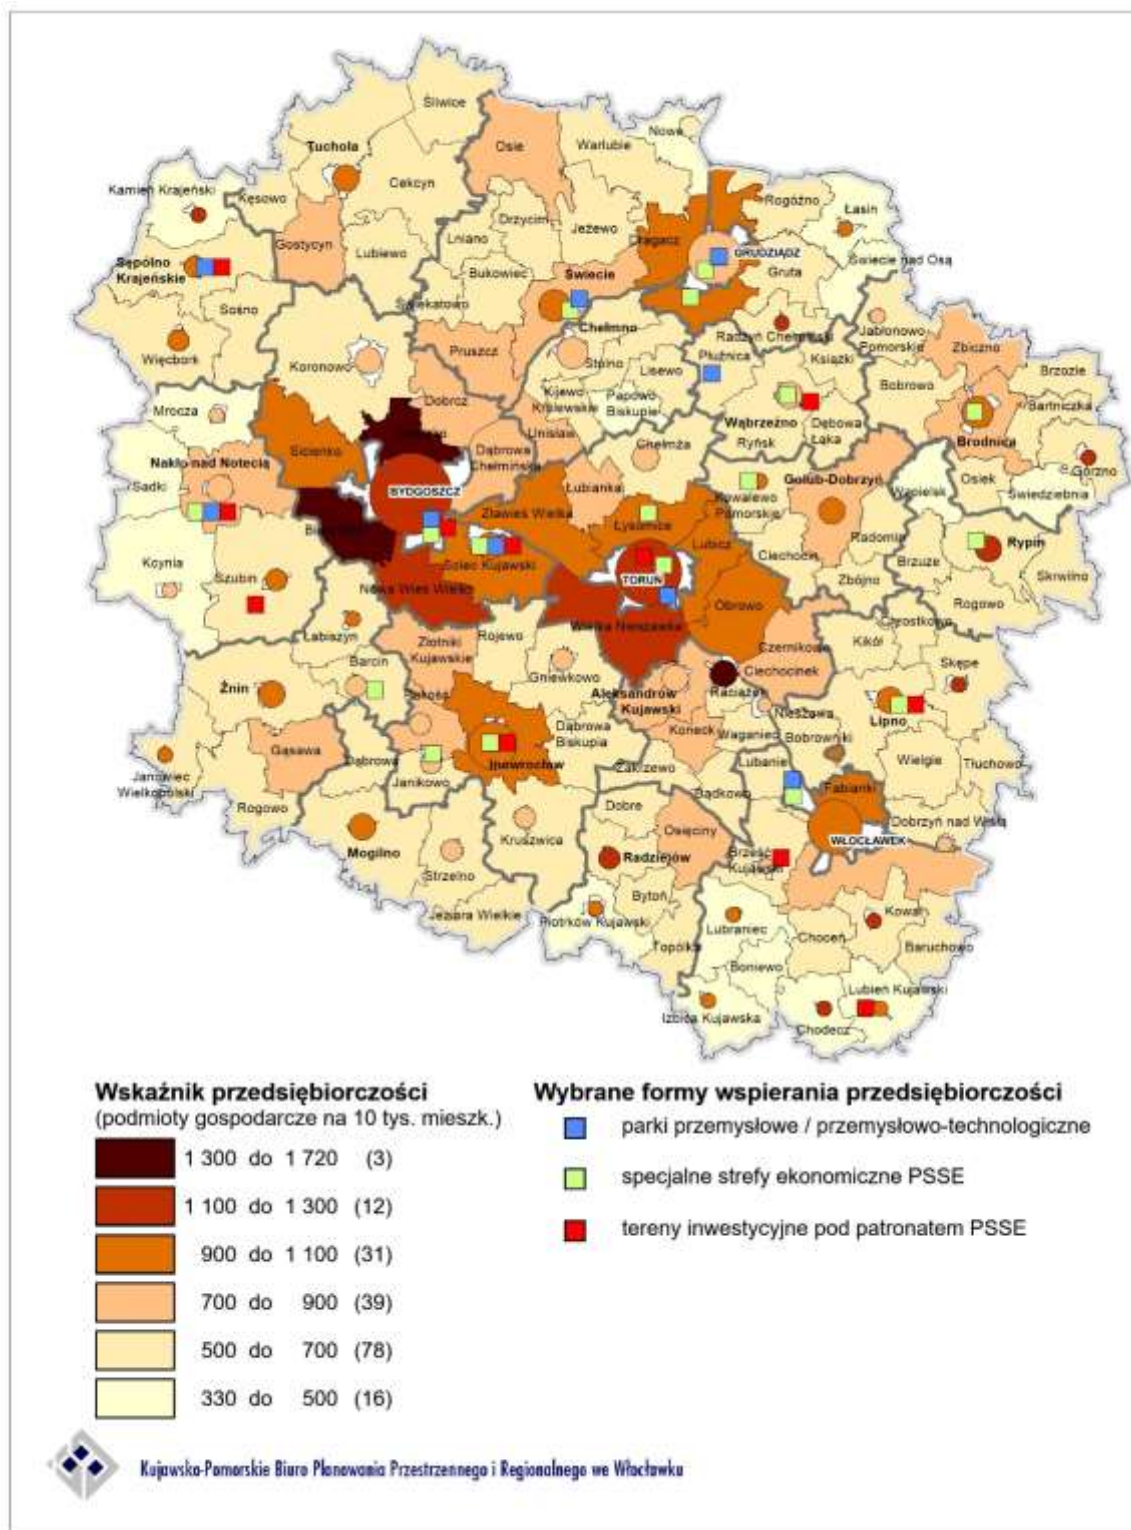 Śliwice
Nowe
Osie
Warlubie
Tuchola
Cekcyn
Kamień Krajeński
Kęsowo
Rogóźno
Łasin
Drzycim
Jeżewo
Dragacz
Gostycyn
Lniano
Lubiewo
GRUDZIĄDZ
Świecie nad Osą
Sępólno
Krajeńskie
Bukowiec
Świecie
Gruta
Sośno
Świekatowo
Chełmno
Radzyń Chełmiński
Jabłonowo
Pomorskie
Zbiczno
Więcbork
Koronowo
Pruszcz
Stolno
Płużnica
Książki
Lisewo
Brzozie
Bobrowo
Bartniczka
Mrocza
Dobrcz
Kijewo
Królewskie
Papowo
Biskupie
Wąbrzeźno
Dębowa
Łąka
Brodnica
Unisław
Ryńsk
Sicienko
Dąbrowa
Chełmińska
Chełmża
Górzno
Nakło nad Notecią
Sadki
BYDGOSZCZ
Łubianka
Kowalewo
Pomorskie
Golub-Dobrzyń
Wąpielsk
Osiek
Świedziebnia
Zławieś Wielka
Łysomice
Radomin
Rypin
Lubicz
Ciechocin
Brzuze
Kcynia
Solec Kujawski
Szubin
TORUŃ
Zbójno
Skrwilno
Nowa Wieś Wielka
Obrowo
Rogowo
Łabiszyn
Wielka Nieszawka
Chrostkowo
Złotniki
Kujawskie
Rojewo
Czernikowo
Kikół
Barcin
Gniewkowo
Ciechocinek
Skępe
Żnin
Aleksandrów
Kujawski
Raciążek
Pakość
Nieszawa
Lipno
Dąbrowa
Biskupia
Koneck
Waganiec
Bobrowniki
Gąsawa
Inowrocław
Dąbrowa
Janikowo
Zakrzewo
Lubanie
Wielgie
Tłuchowo
Janowiec
Wielkopolski
Bądkowo
Fabianki
Rogowo
Dobre
Dobrzyń nad Wisłą
Kruszwica
Osięciny
WŁOCŁAWEK
Mogilno
Radziejów
Brześć
Kujawski
Strzelno
Bytoń
Kowal
Jeziora Wielkie
Piotrków Kujawski
Lubraniec
Choceń
Baruchowo
Topólka
Boniewo
Lubień Kujawski
Izbica Kujawska
Chodecz
Wskaźnik przedsiębiorczości
(podmioty gospodarcze na 10 tys. mieszk.)
1 300 do 1 720 (3)
1 100 do 1 300 (12)
900 do 1 100 (31)
700 do 900 (39)
500 do 700 (78)
330 do 500 (16)
Wybrane formy wspierania przedsiębiorczości
parki przemysłowe / przemysłowo-technologiczne
specjalne strefy ekonomiczne PSSE
tereny inwestycyjne pod patronatem PSSE
Kujawsko-Pomorskie Biuro Planowania Przestrzennego i Regionalnego we Włocławku